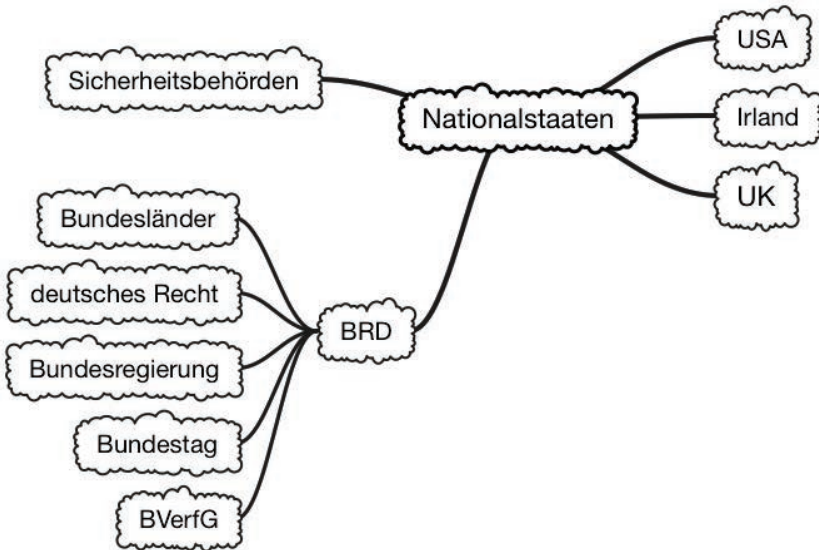 Sicherheitsbehörden
Nationalstaaten
USA
Irland
UK
Bundesländer
deutsches Recht
Bundesregierung
Bundestag
BVerfG
BRD